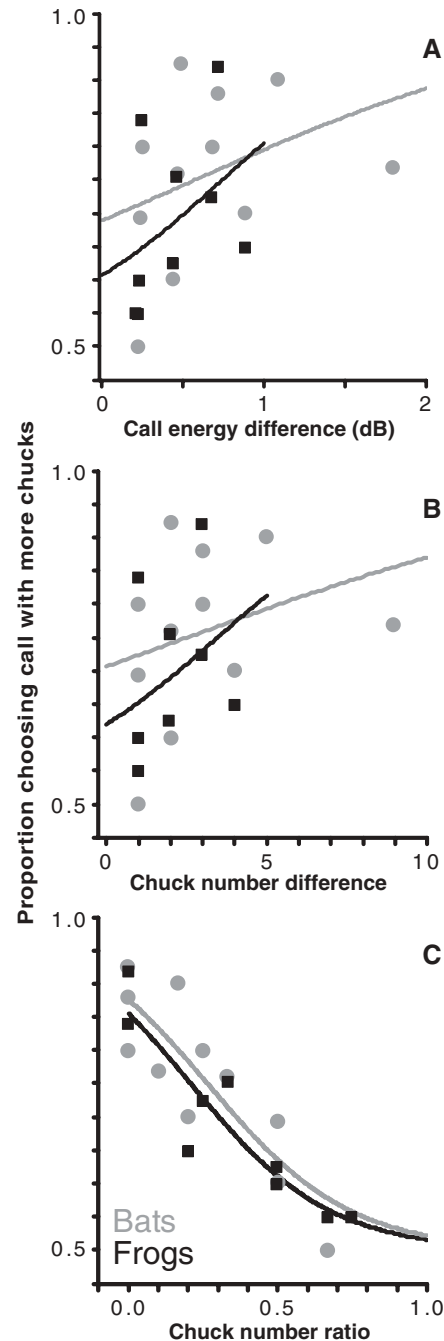 Proportion choosing call with more chucks
A
1.0
0.5
0 1 2
Call energy difference (dB)
B
1.0
0.5
0 5 10
Chuck number difference
C
1.0
0.5
Bats
Frogs
0.0 0.5 1.0
Chuck number ratio